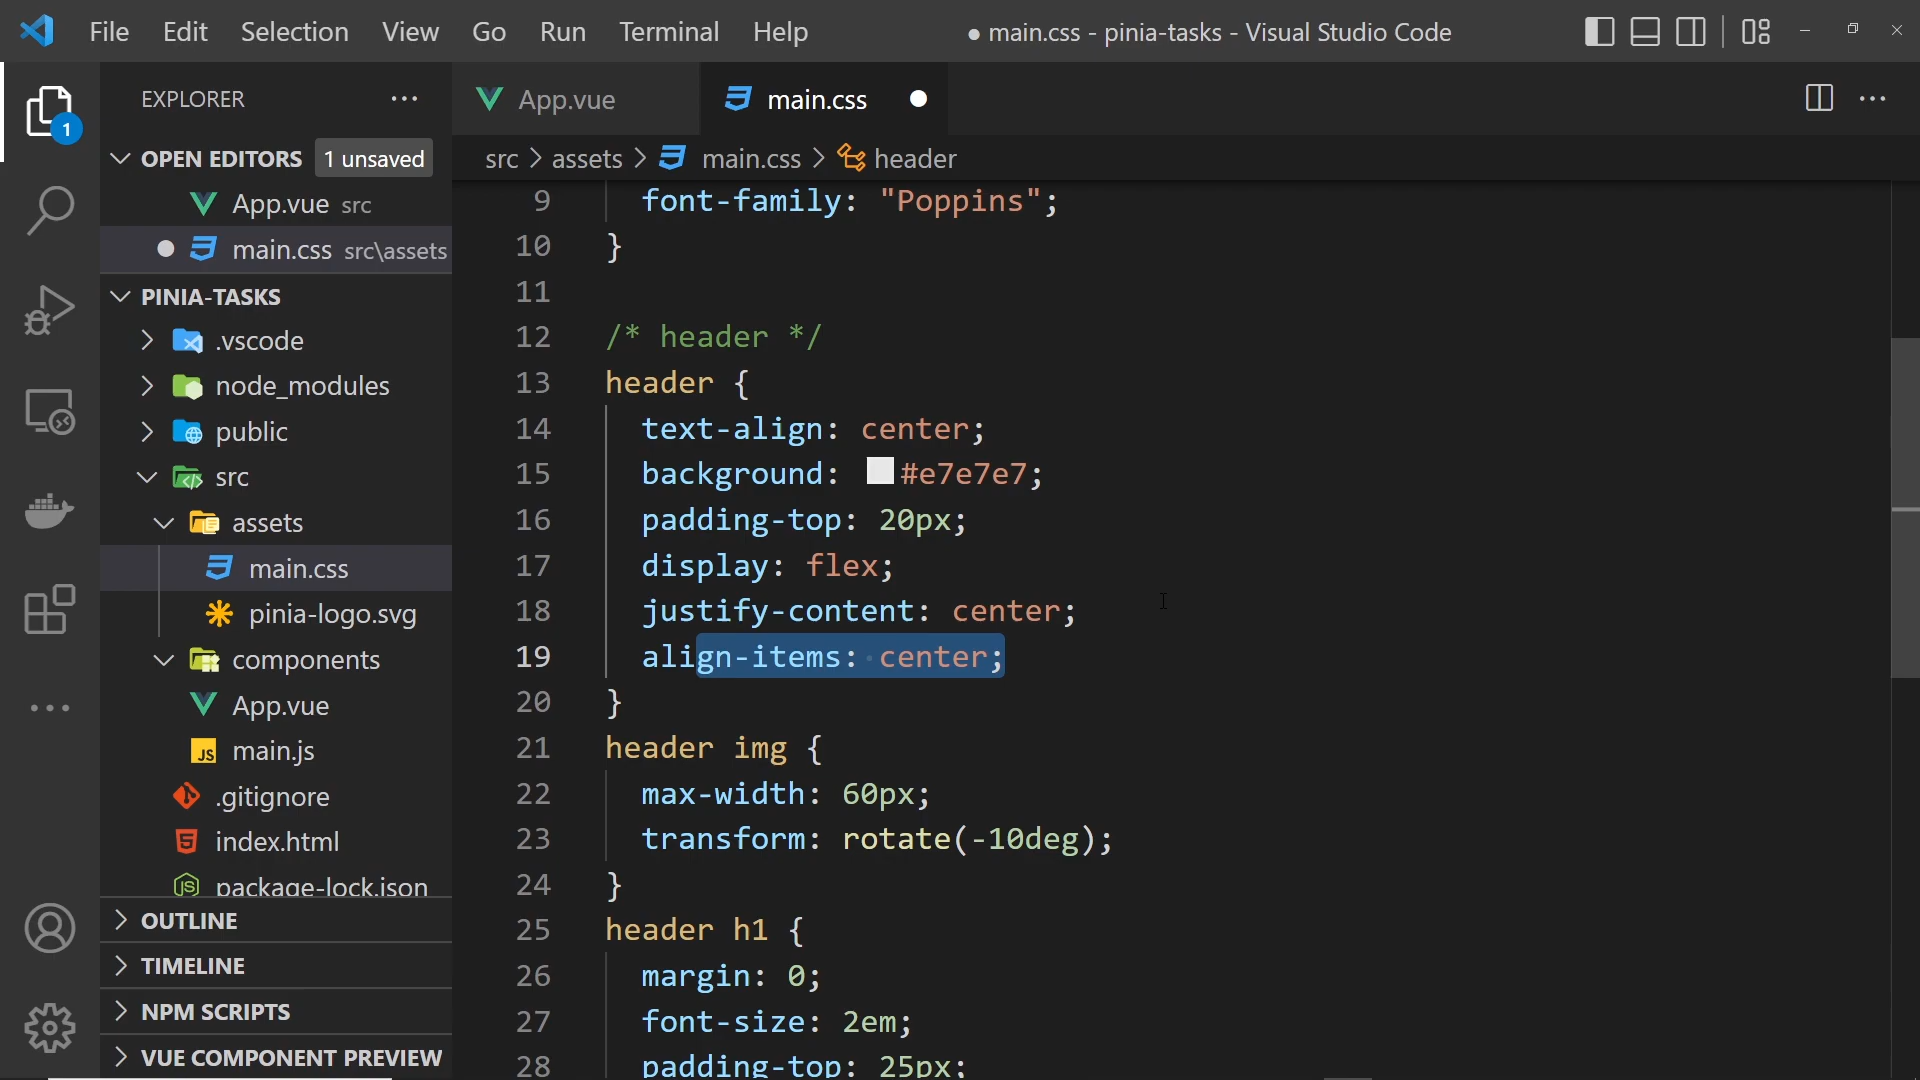 File Edit Selection View Go Run Terminal Help ● main.css - pinia-tasks - Visual Studio Code
EXPLORER
1
OPEN EDITORS 1 unsaved
App.vue src
main.css src\assets
PINIA-TASKS
.vscode
node_modules
public
src
assets
main.css
pinia-logo.svg
components
App.vue
main.js
.gitignore
index.html
package-lock.json
OUTLINE
TIMELINE
NPM SCRIPTS
VUE COMPONENT PREVIEW
App.vue main.css
src > assets > main.css > header
9 font-family: "Poppins";
10 }
11
12 /* header */
13 header {
14 text-align: center;
15 background: #e7e7e7;
16 padding-top: 20px;
17 display: flex;
18 justify-content: center;
19 align-items: center;
20 }
21 header img {
22 max-width: 60px;
23 transform: rotate(-10deg);
24 }
25 header h1 {
26 margin: 0;
27 font-size: 2em;
28 padding-top: 25px;